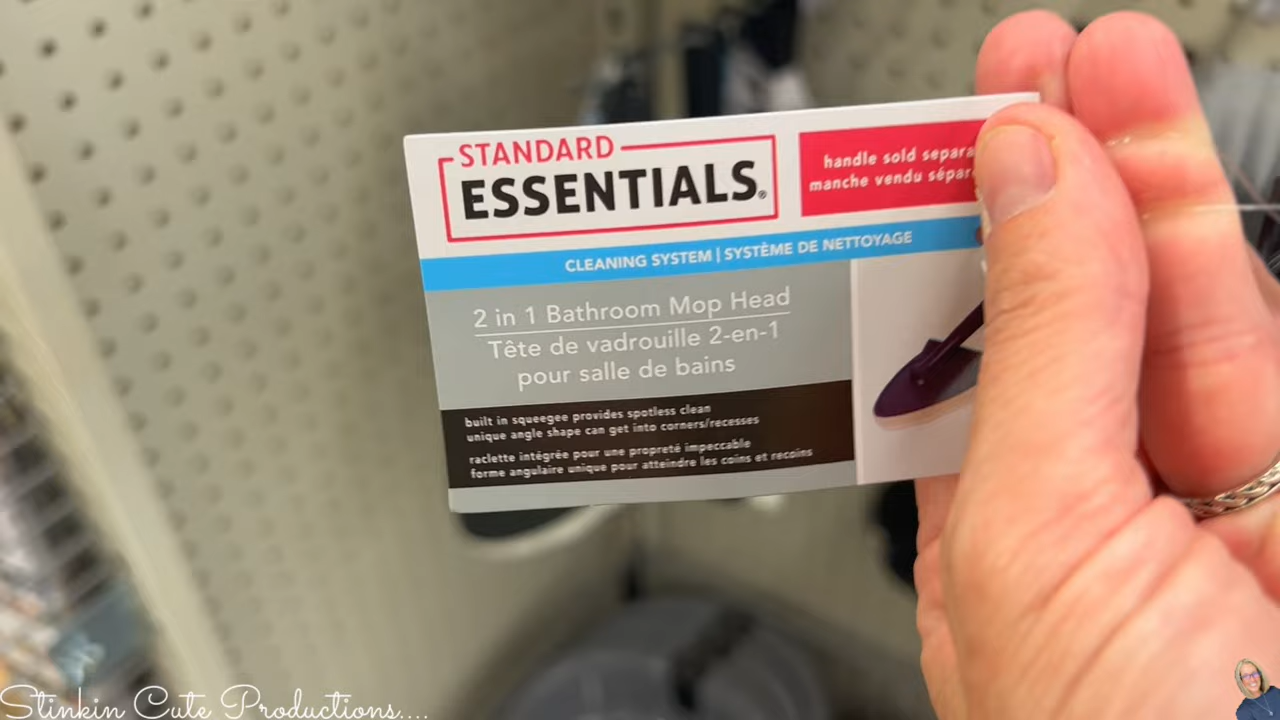 STANDARD
ESSENTIALS®
handle sold
manche vendu
CLEANING SYSTEM | SYSTÈME DE NETTOYAGE
2 in 1 Bathroom Mop Head
Tête de vadrouille 2-en-1
pour salle de bains
built in squeegee provides spotless clean
unique angle shape can get into corners/recesses
raclette intégrée pour une propreté impeccable
forme angulaire unique pour atteindre les coins et recoins
Stinkin Cute Productions....